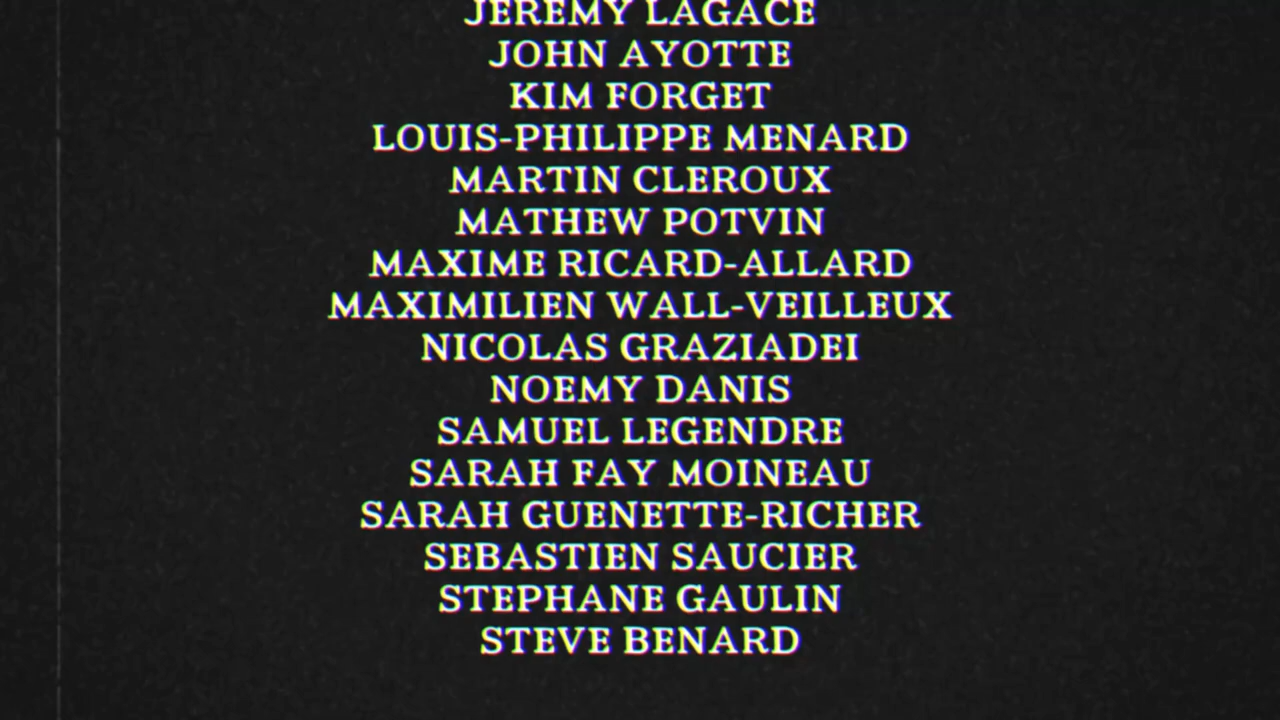 JEREMY LAGACE
JOHN AYOTTE
KIM FORGET
LOUIS-PHILIPPE MENARD
MARTIN CLEROUX
MATHEW POTVIN
MAXIME RICARD-ALLARD
MAXIMILIEN WALL-VEILLEUX
NICOLAS GRAZIADEI
NOEMY DANIS
SAMUEL LEGENDRE
SARAH FAY MOINEAU
SARAH GUENETTE-RICHER
SEBASTIEN SAUCIER
STEPHANE GAULIN
STEVE BENARD